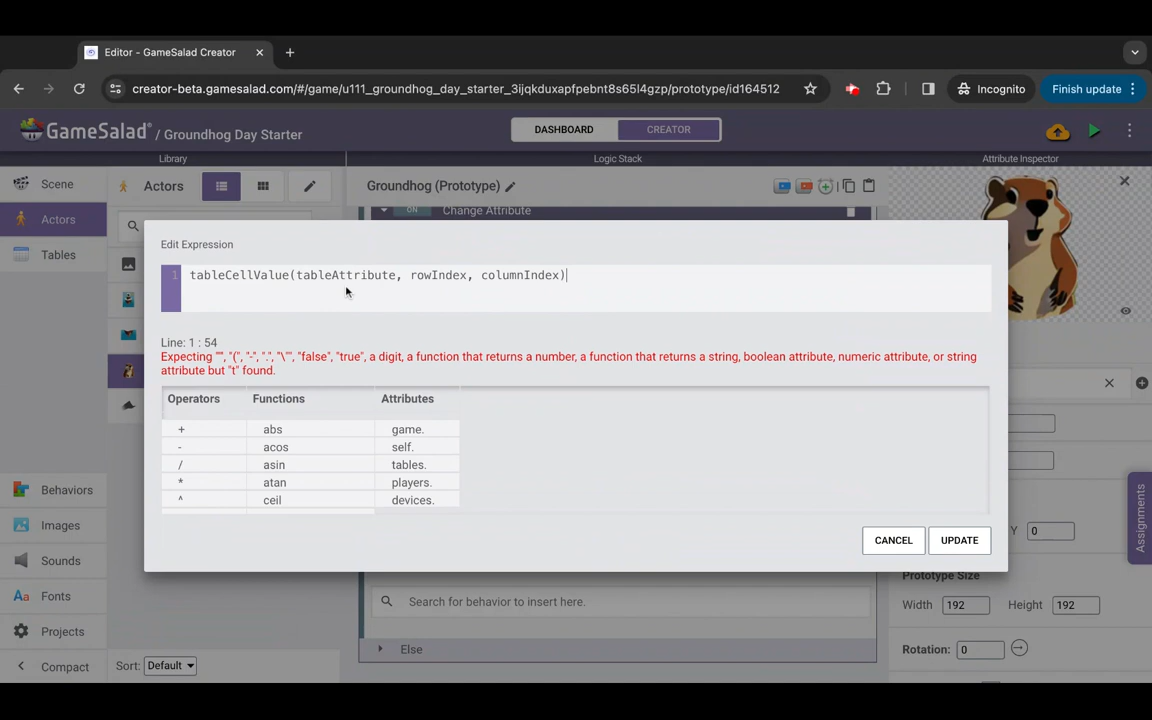 Editor - GameSalad Creator
creator-beta.gamesalad.com/#/game/u111_groundhog_day_starter_3ijqkduxapfpebnt8s65l4gzp/prototype/id164512
Incognito
Finish update
GameSalad® / Groundhog Day Starter
DASHBOARD
CREATOR
Library
Logic Stack
Attribute Inspector
Scene
Actors
Groundhog (Prototype)
Actors
ON
Change Attribute
Tables
Edit Expression
1 tableCellValue(tableAttribute, rowIndex, columnIndex)
Line: 1 : 54
Expecting "", "(", "-", ".", "\"", "false", "true", a digit, a function that returns a number, a function that returns a string, boolean attribute, numeric attribute, or string
attribute but "t" found.
Operators Functions Attributes
+ abs game.
- acos self.
/ asin tables.
* atan players.
^ ceil devices.
CANCEL
UPDATE
Behaviors
Images
Sounds
Fonts
Projects
Compact
Sort: Default
Search for behavior to insert here.
Else
Assignments
Y 0
Prototype Size
Width 192 Height 192
Rotation: 0